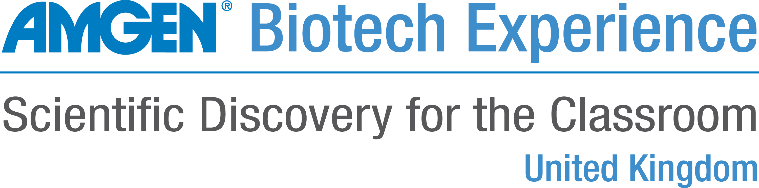 AMGEN® Biotech Experience
Scientific Discovery for the Classroom
United Kingdom